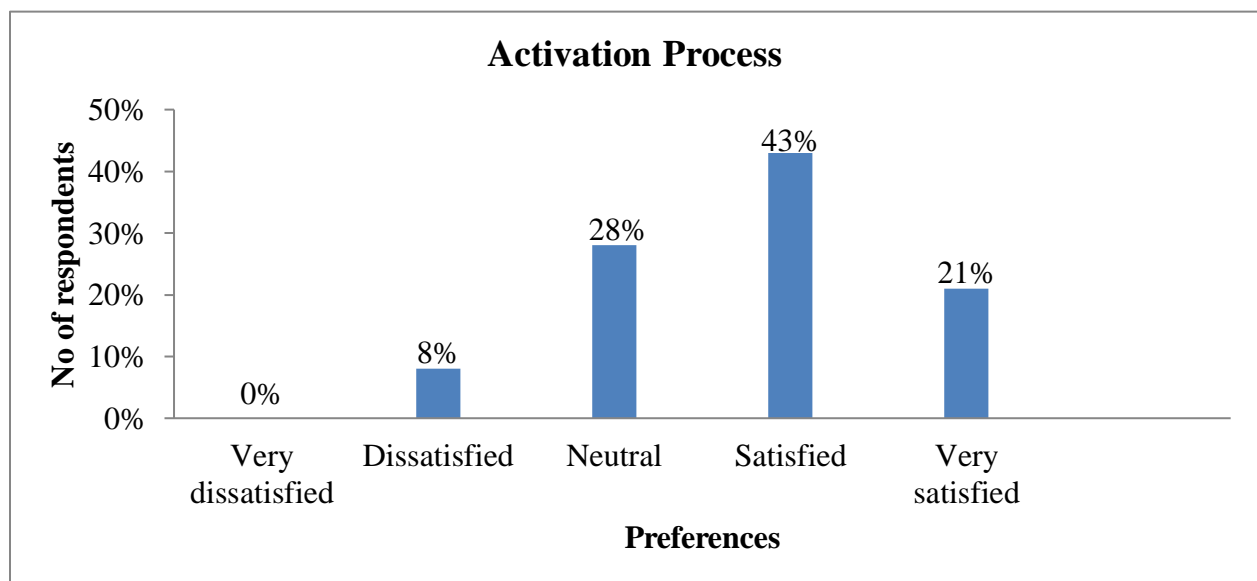 Activation Process
No of respondents
50%
40%
30%
20%
10%
0%
0%
8%
28%
43%
21%
Very
dissatisfied
Dissatisfied
Neutral
Satisfied
Very
satisfied
Preferences